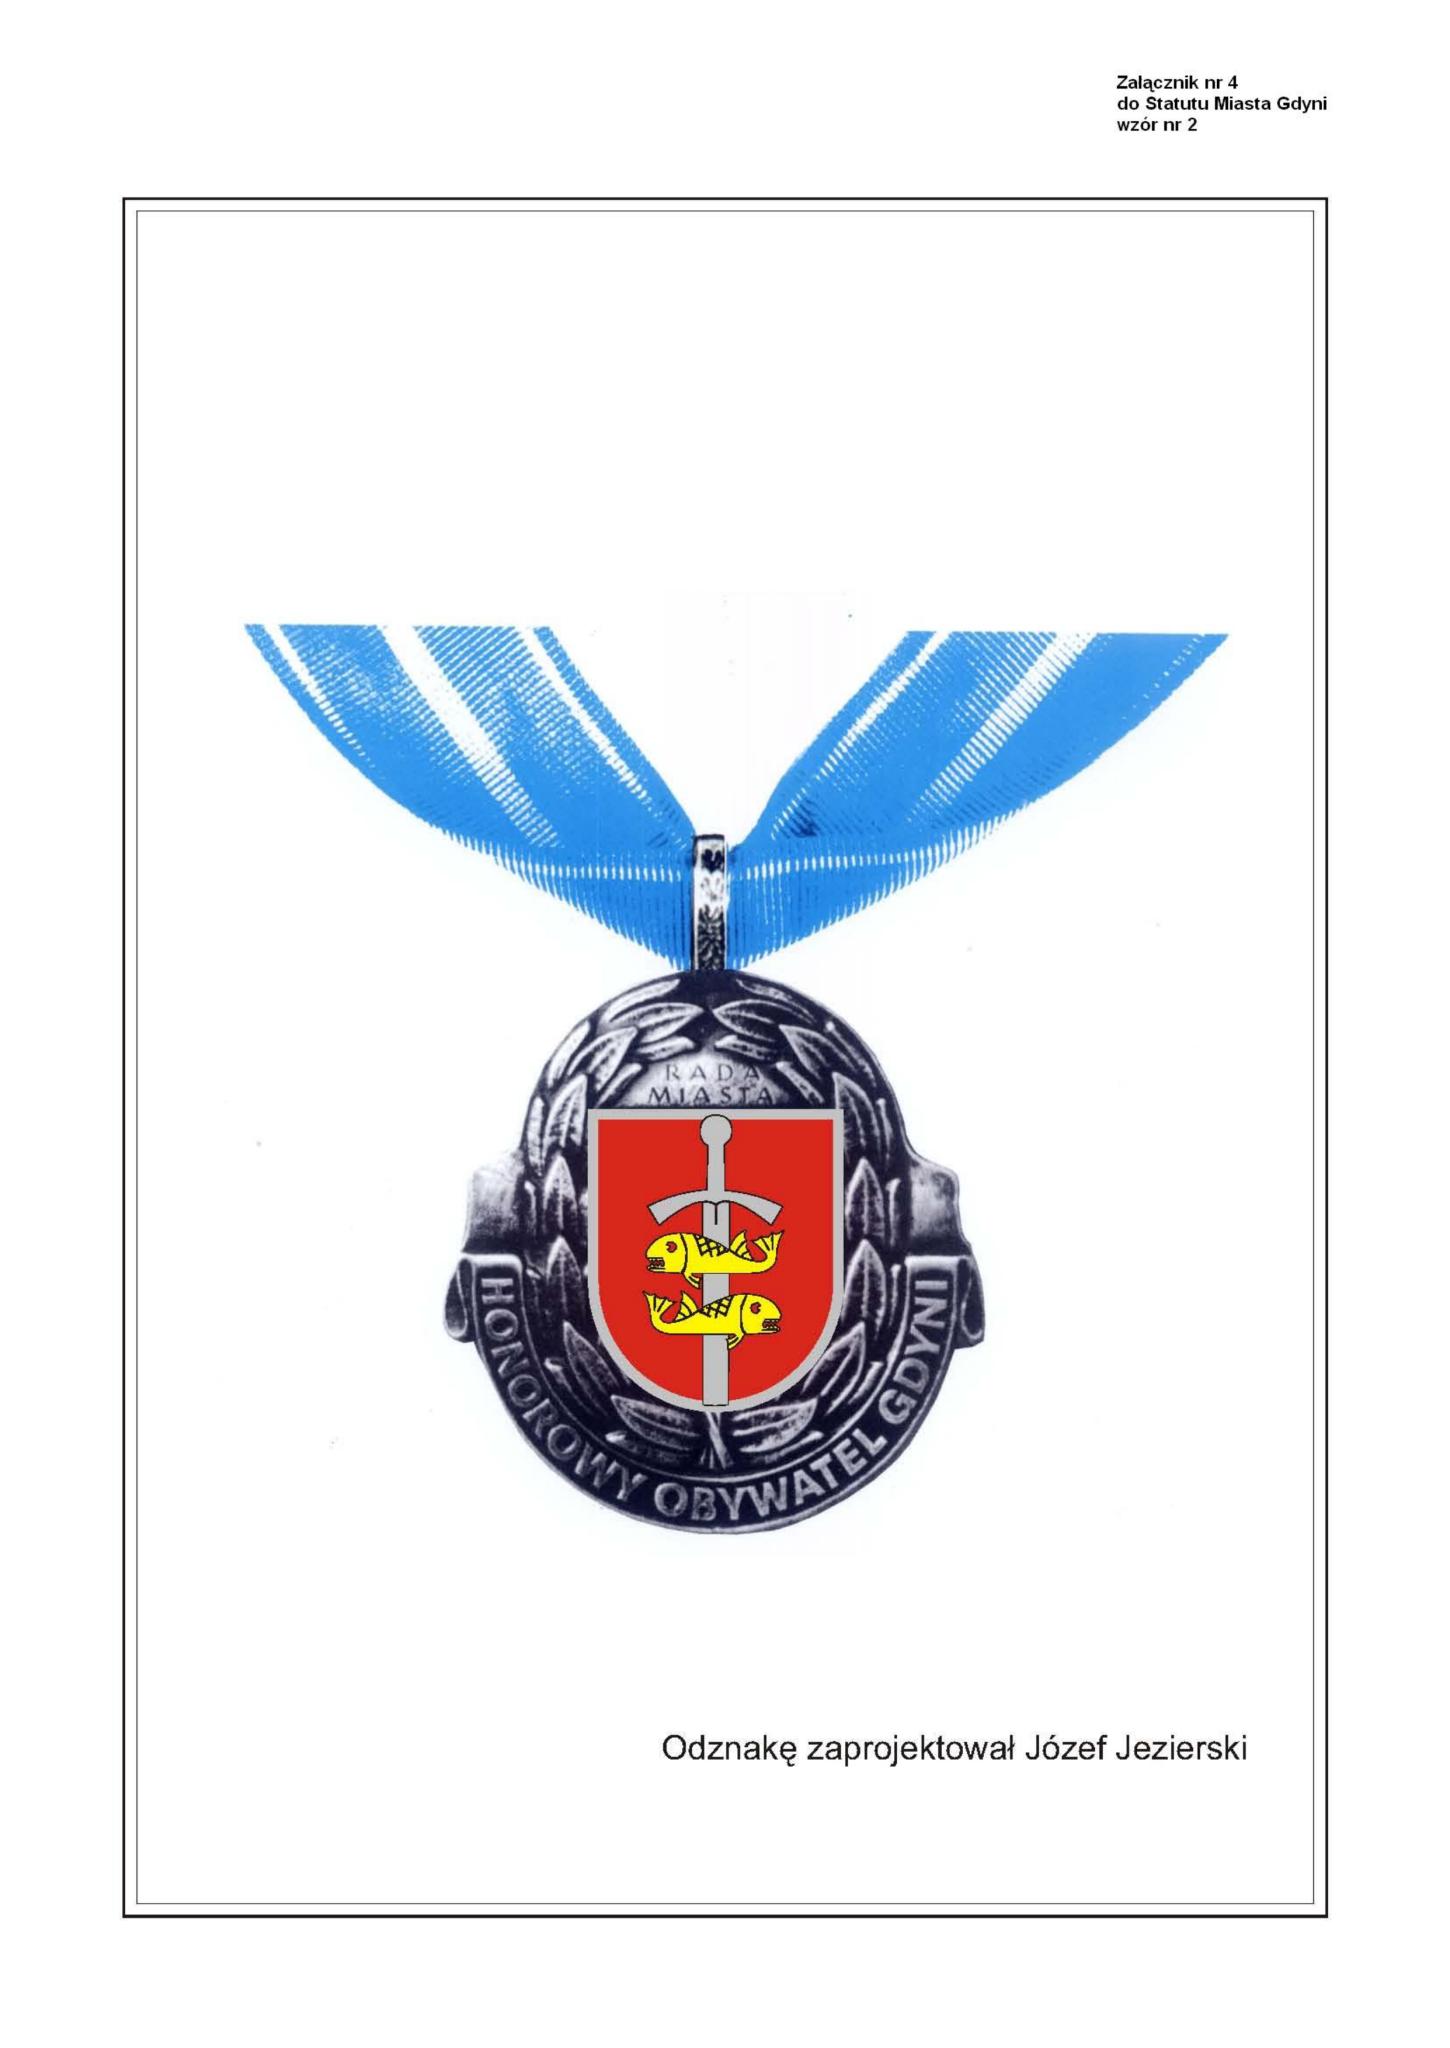 Załącznik nr 4
do Statutu Miasta Gdyni
wzór nr 2
RADA
MIASTA
HONOROWY OBYWATEL GDYNI
Odznakę zaprojektował Józef Jezierski